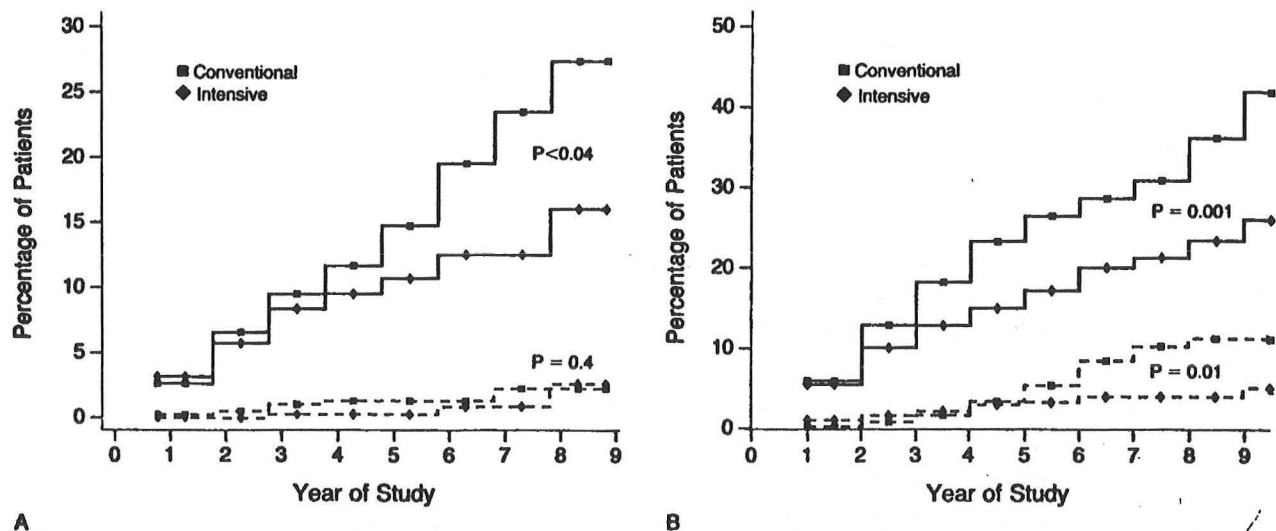 30
25
20
15
10
5
0
Percentage of Patients
Conventional
Intensive
P<0.04
P = 0.4
0 1 2 3 4 5 6 7 8 9
Year of Study
A
50
40
30
20
10
0
Percentage of Patients
Conventional
Intensive
P = 0.001
P = 0.01
0 1 2 3 4 5 6 7 8 9
Year of Study
B